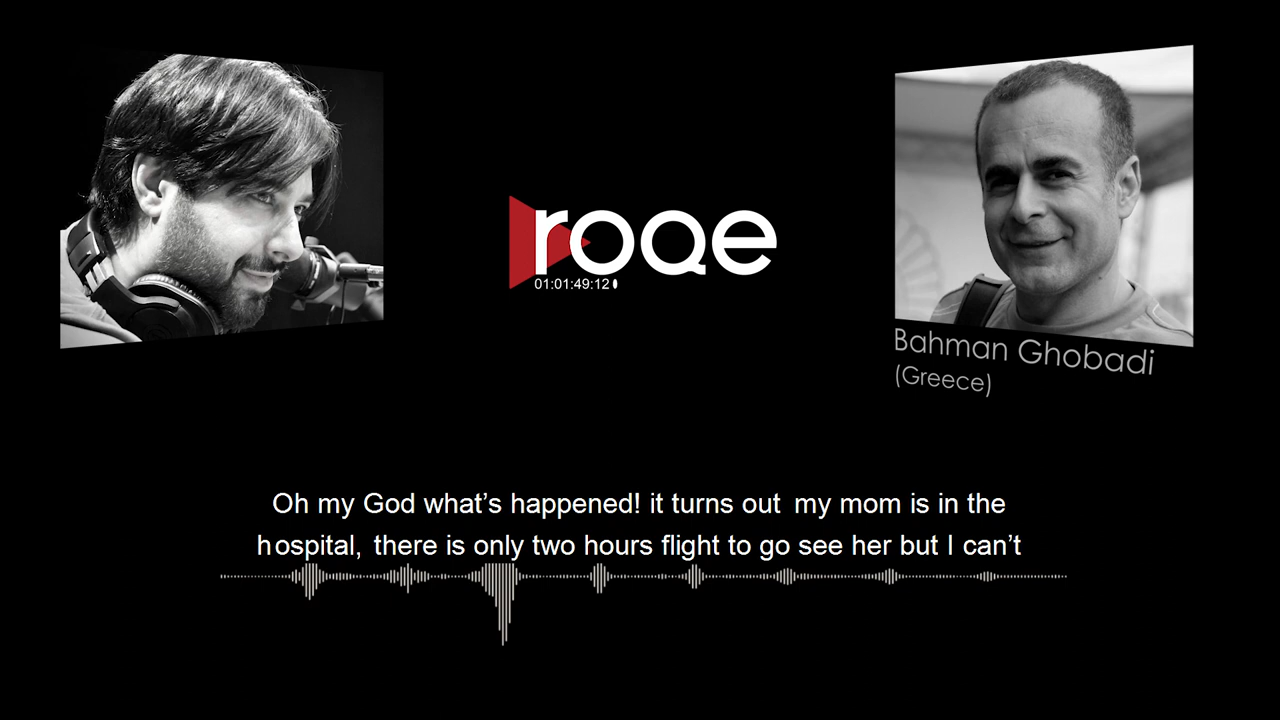 roqe
01:01:49:12
Bahman Ghobadi
(Greece)
Oh my God what’s happened! it turns out my mom is in the
hospital, there is only two hours flight to go see her but I can’t